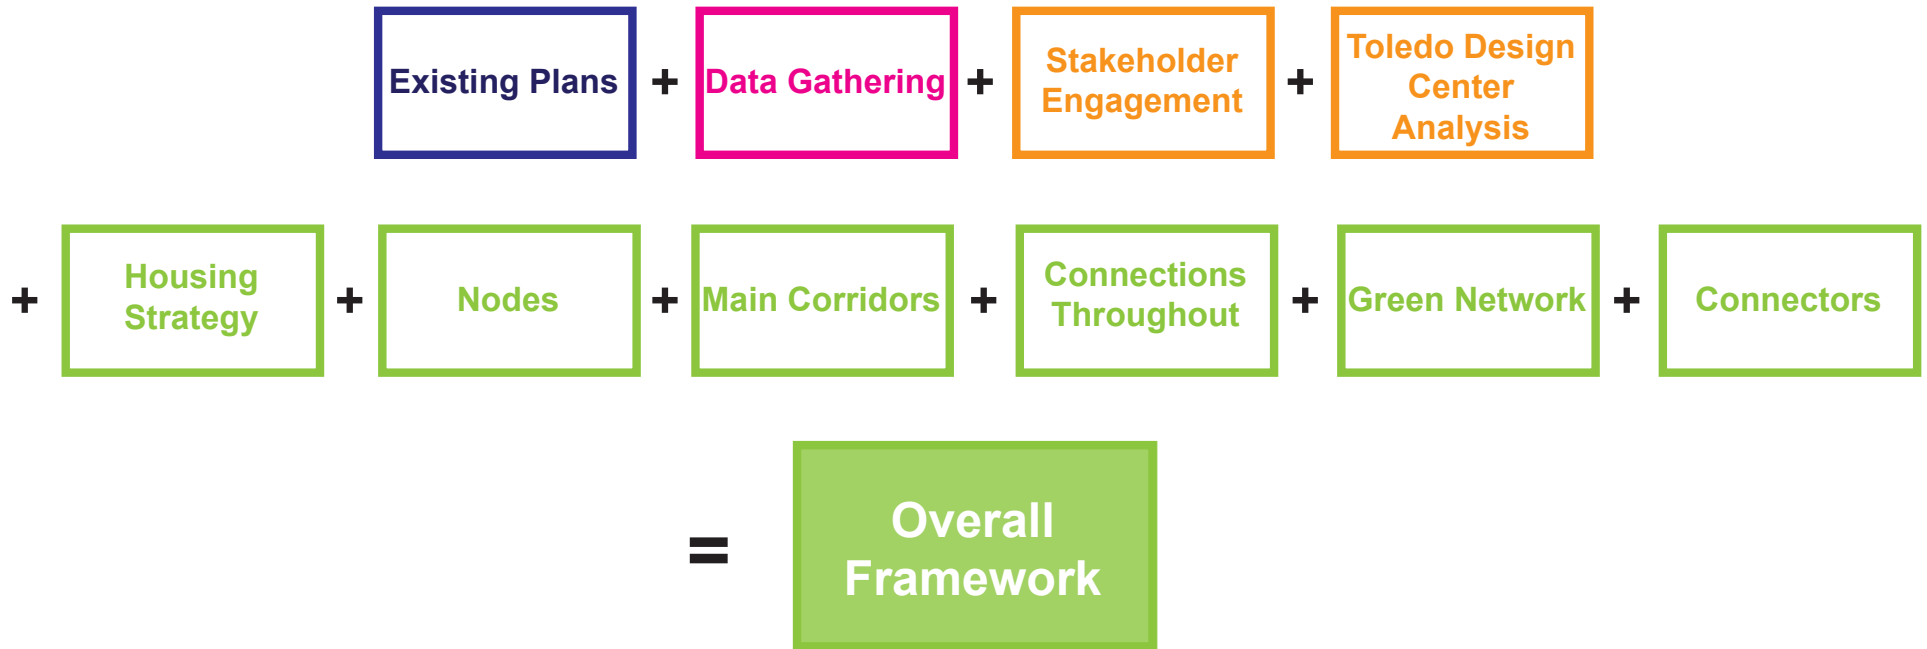 Existing Plans + Data Gathering + Stakeholder
Engagement + Toledo Design
Center
Analysis
+ Housing
Strategy + Nodes + Main Corridors + Connections
Throughout + Green Network + Connectors
= Overall
Framework